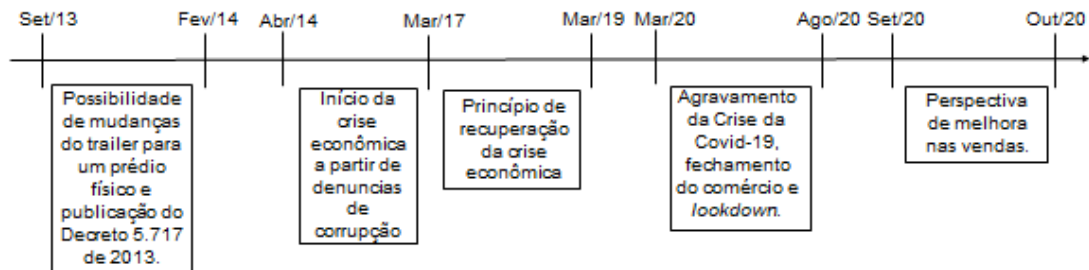 Set/13 Fev/14 Abr/14 Mar/17 Mar/19 Mar/20 Ago/20 Set/20 Out/20
Possibilidade
de mudanças
do trailer para
um prédio
físico e
publicação do
Decreto 5.717
de 2013.
Início da
crise
econômica
a partir de
denuncias
de
corrupção
Princípio de
recuperação
da crise
econômica
Agravamento
da Crise da
Covid-19,
fechamento
do comércio e
lookdown.
Perspectiva
de melhora
nas vendas.